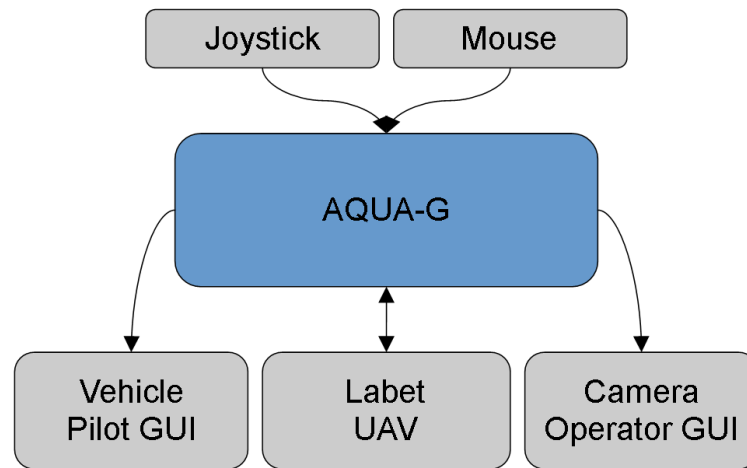 Joystick
Mouse
AQUA-G
Vehicle
Pilot GUI
Labet
UAV
Camera
Operator GUI